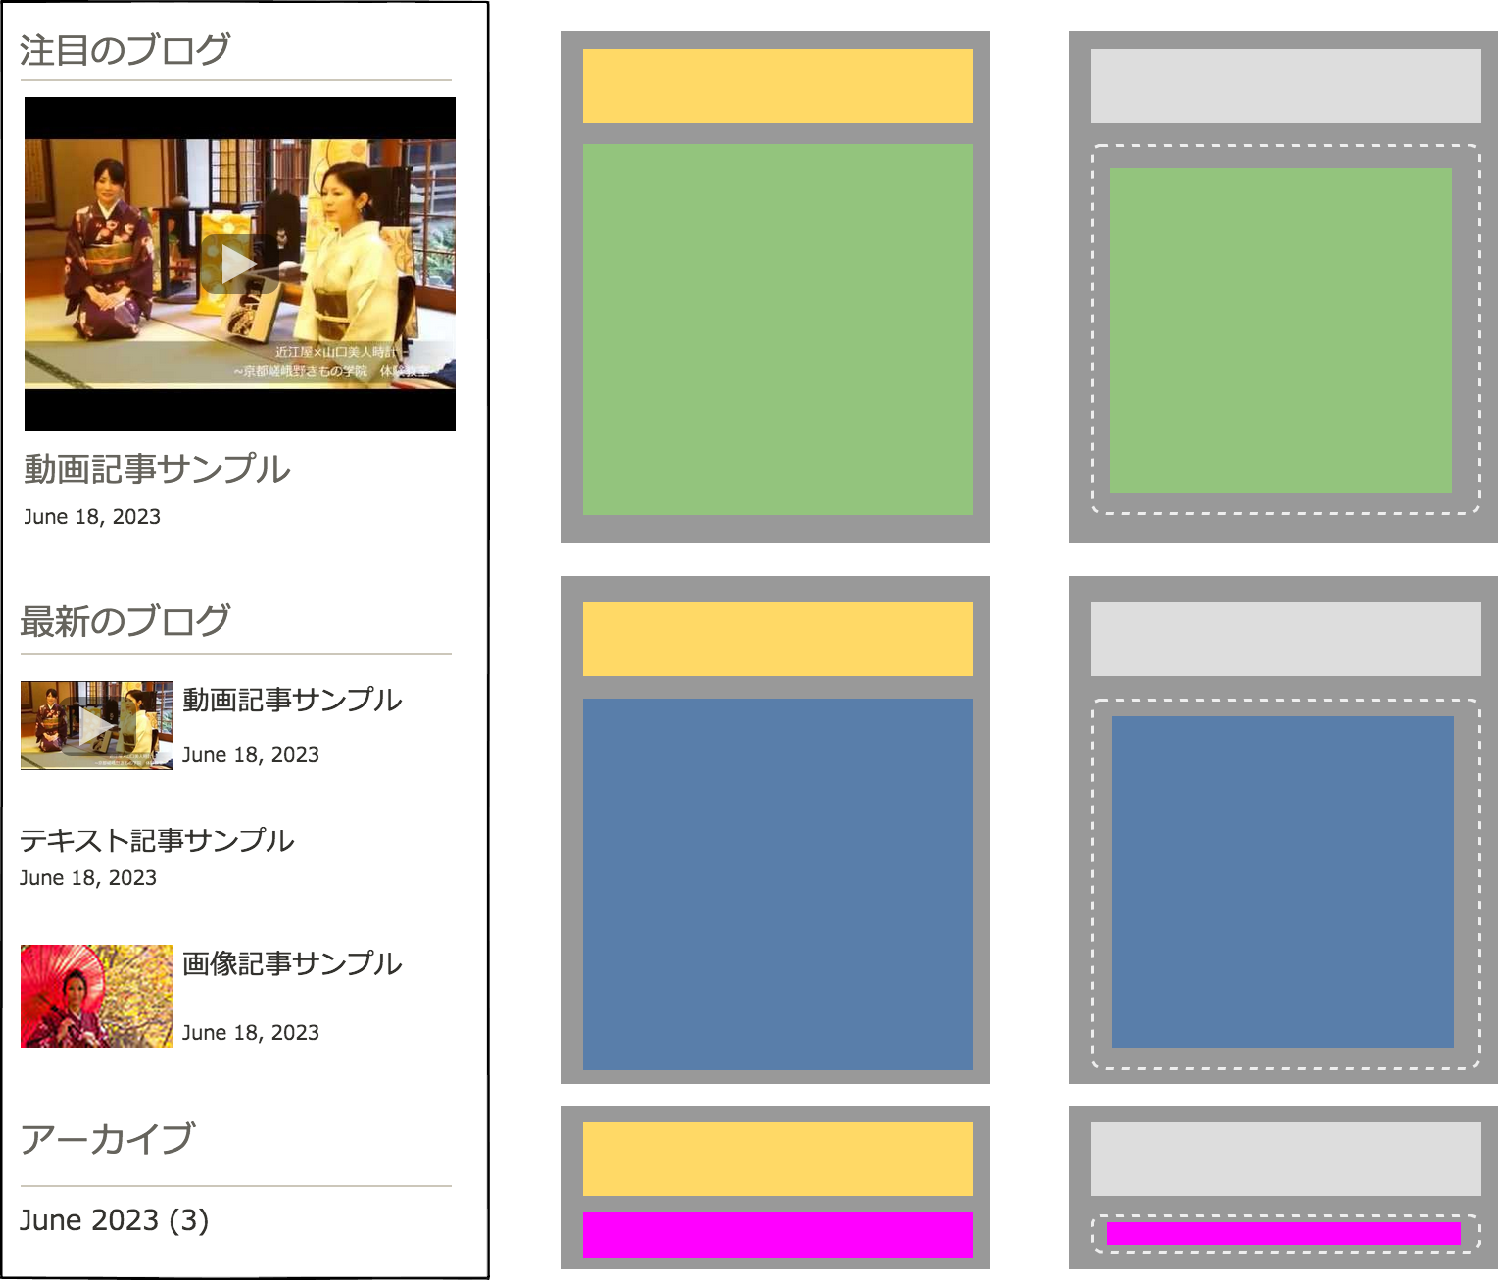 注目のブログ
近江屋×山口美人時計
~京都嵯峨野きもの学院　体験教室~
動画記事サンプル
June 18, 2023
最新のブログ
動画記事サンプル
June 18, 2023
テキスト記事サンプル
June 18, 2023
画像記事サンプル
June 18, 2023
アーカイブ
June 2023 (3)